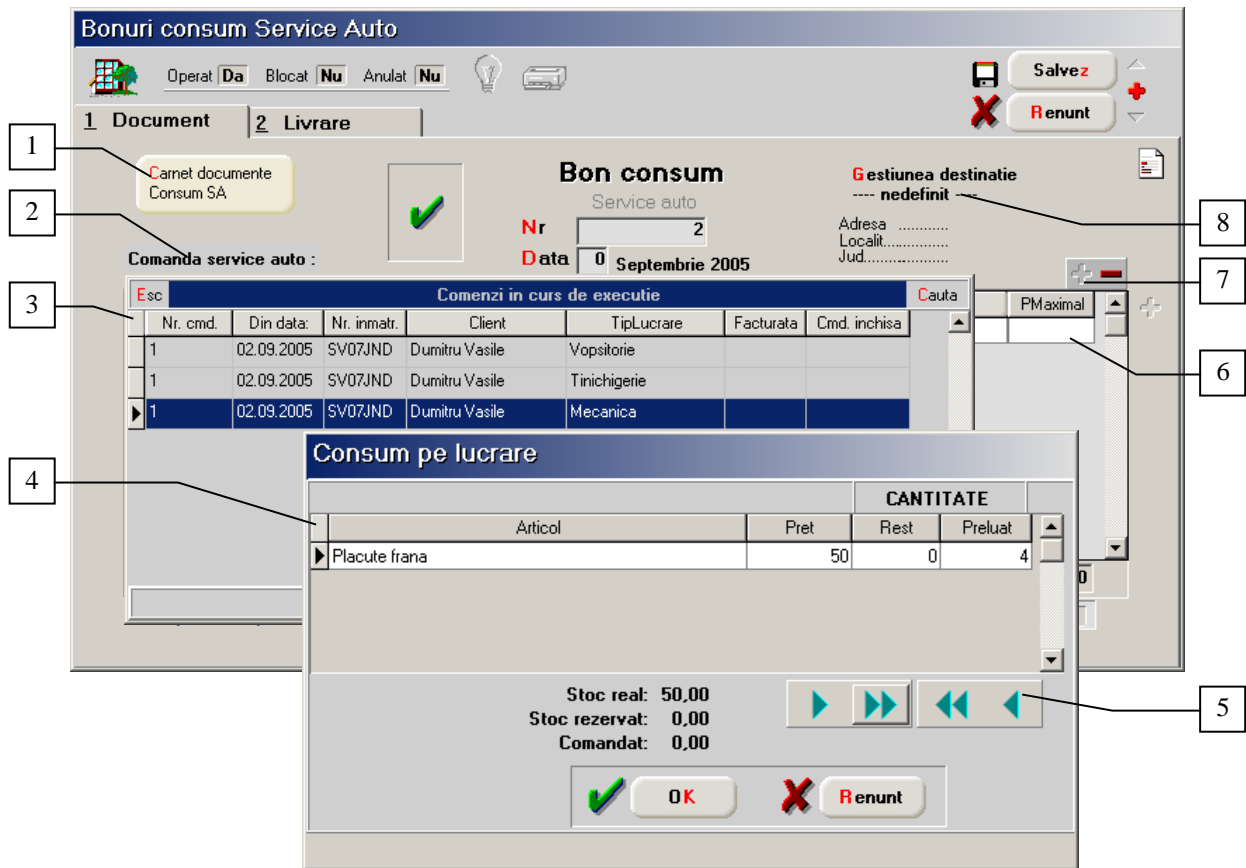 Bonuri consum Service Auto
Operat Da Blocat Nu Anulat Nu
Salvez
Renunt
1 Document 2 Livrare
1
Carnet documente
Consum SA
Bon consum
Service auto
Nr 2
Data 0 Septembrie 2005
Gestiunea destinatie
---- nedefinit ----
Adresa ............
Localit................
Jud...................
2
8
Comanda service auto :
7
3
Esc Comenzi in curs de executie Cauta
PMaximal
Nr. cmd. Din data: Nr. inmatr. Client TipLucrare Facturata Cmd. inchisa
1 02.09.2005 SV07JND Dumitru Vasile Vopsitorie
1 02.09.2005 SV07JND Dumitru Vasile Tinichigerie
1 02.09.2005 SV07JND Dumitru Vasile Mecanica
6
4
Consum pe lucrare
CANTITATE
Articol Pret Rest Preluat
Placute frana 50 0 4
0
Stoc real: 50,00
Stoc rezervat: 0,00
Comandat: 0,00
5
OK
Renunt